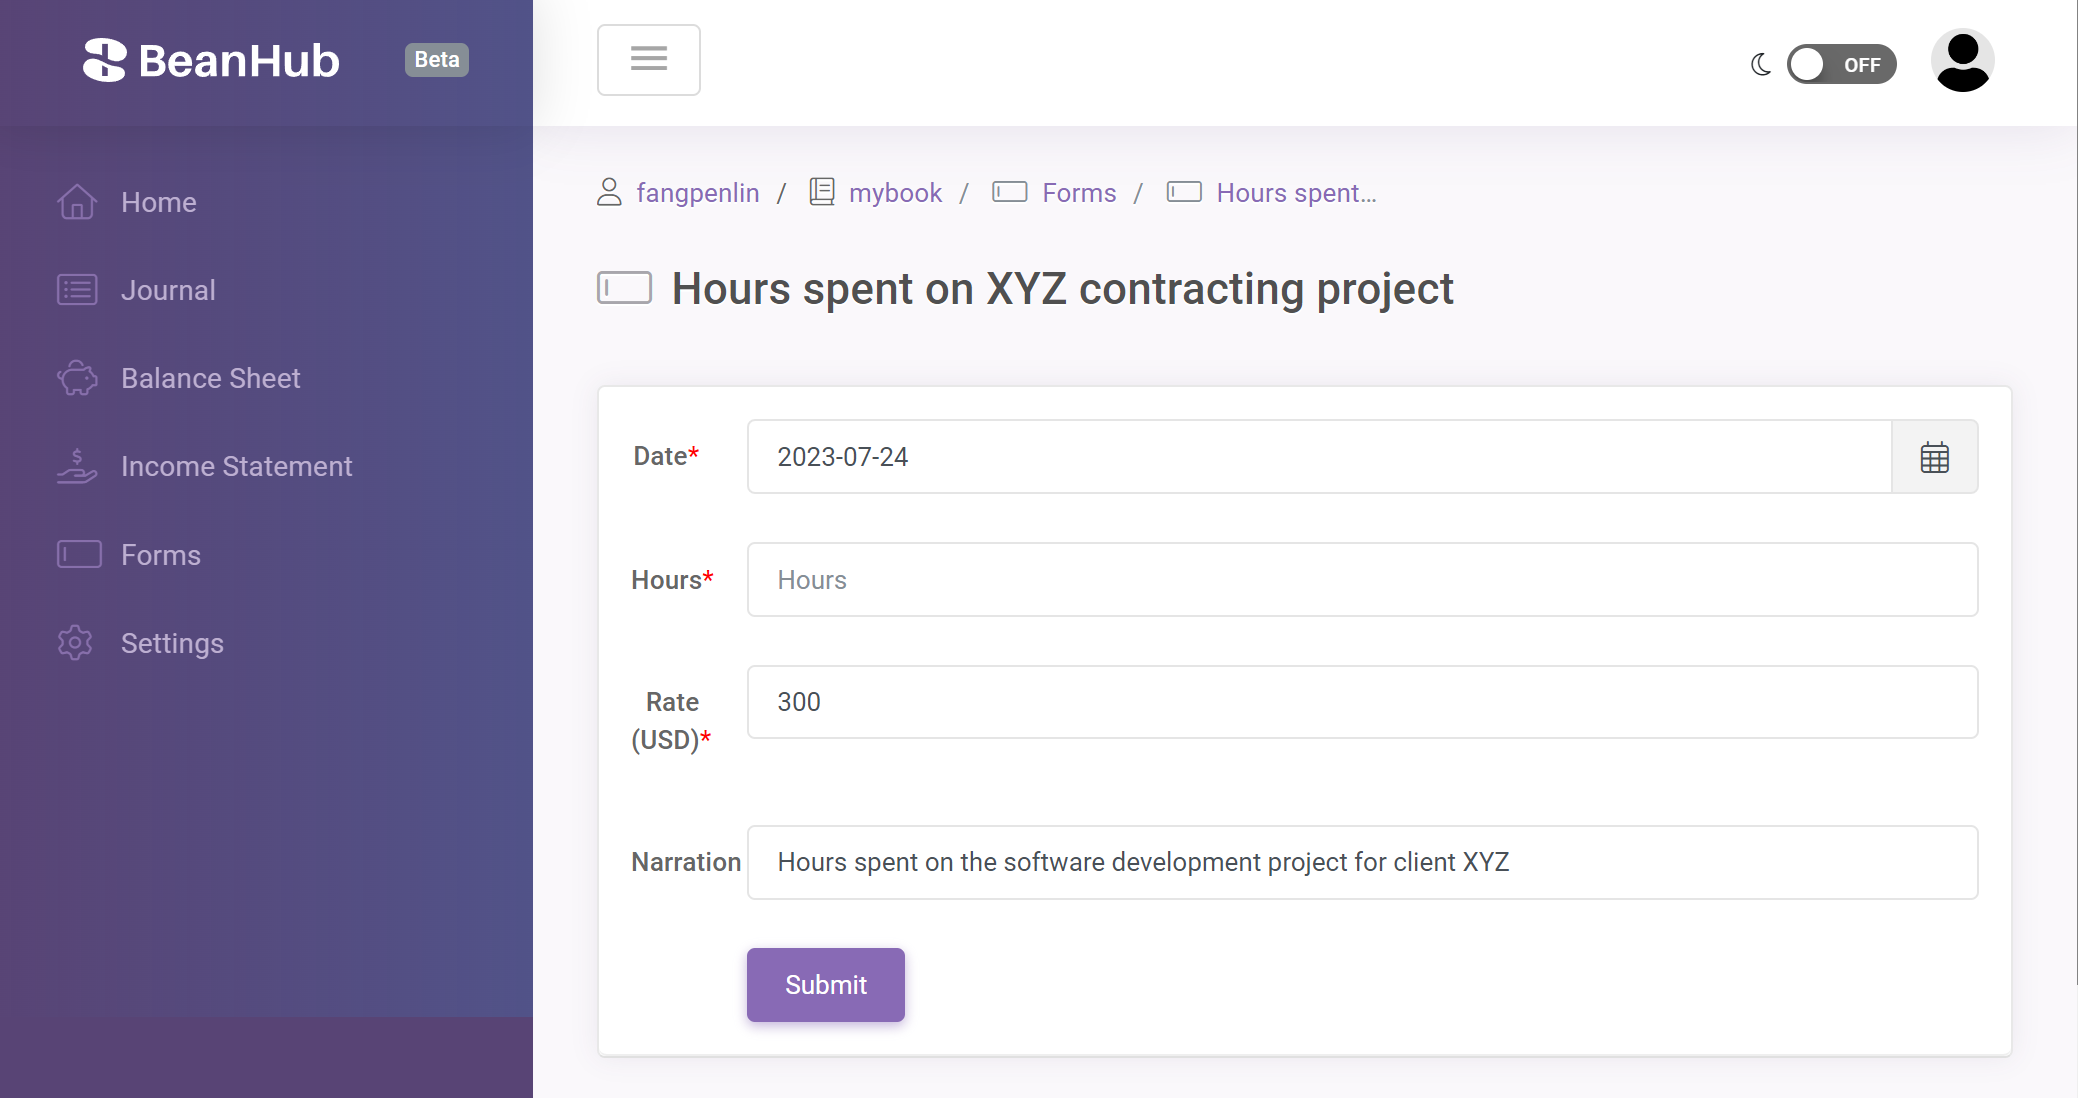 BeanHub Beta
OFF
Home
Journal
Balance Sheet
Income Statement
Forms
Settings
fangpenlin / mybook / Forms / Hours spent...
Hours spent on XYZ contracting project
Date* 2023-07-24
Hours* Hours
Rate (USD)* 300
Narration Hours spent on the software development project for client XYZ
Submit